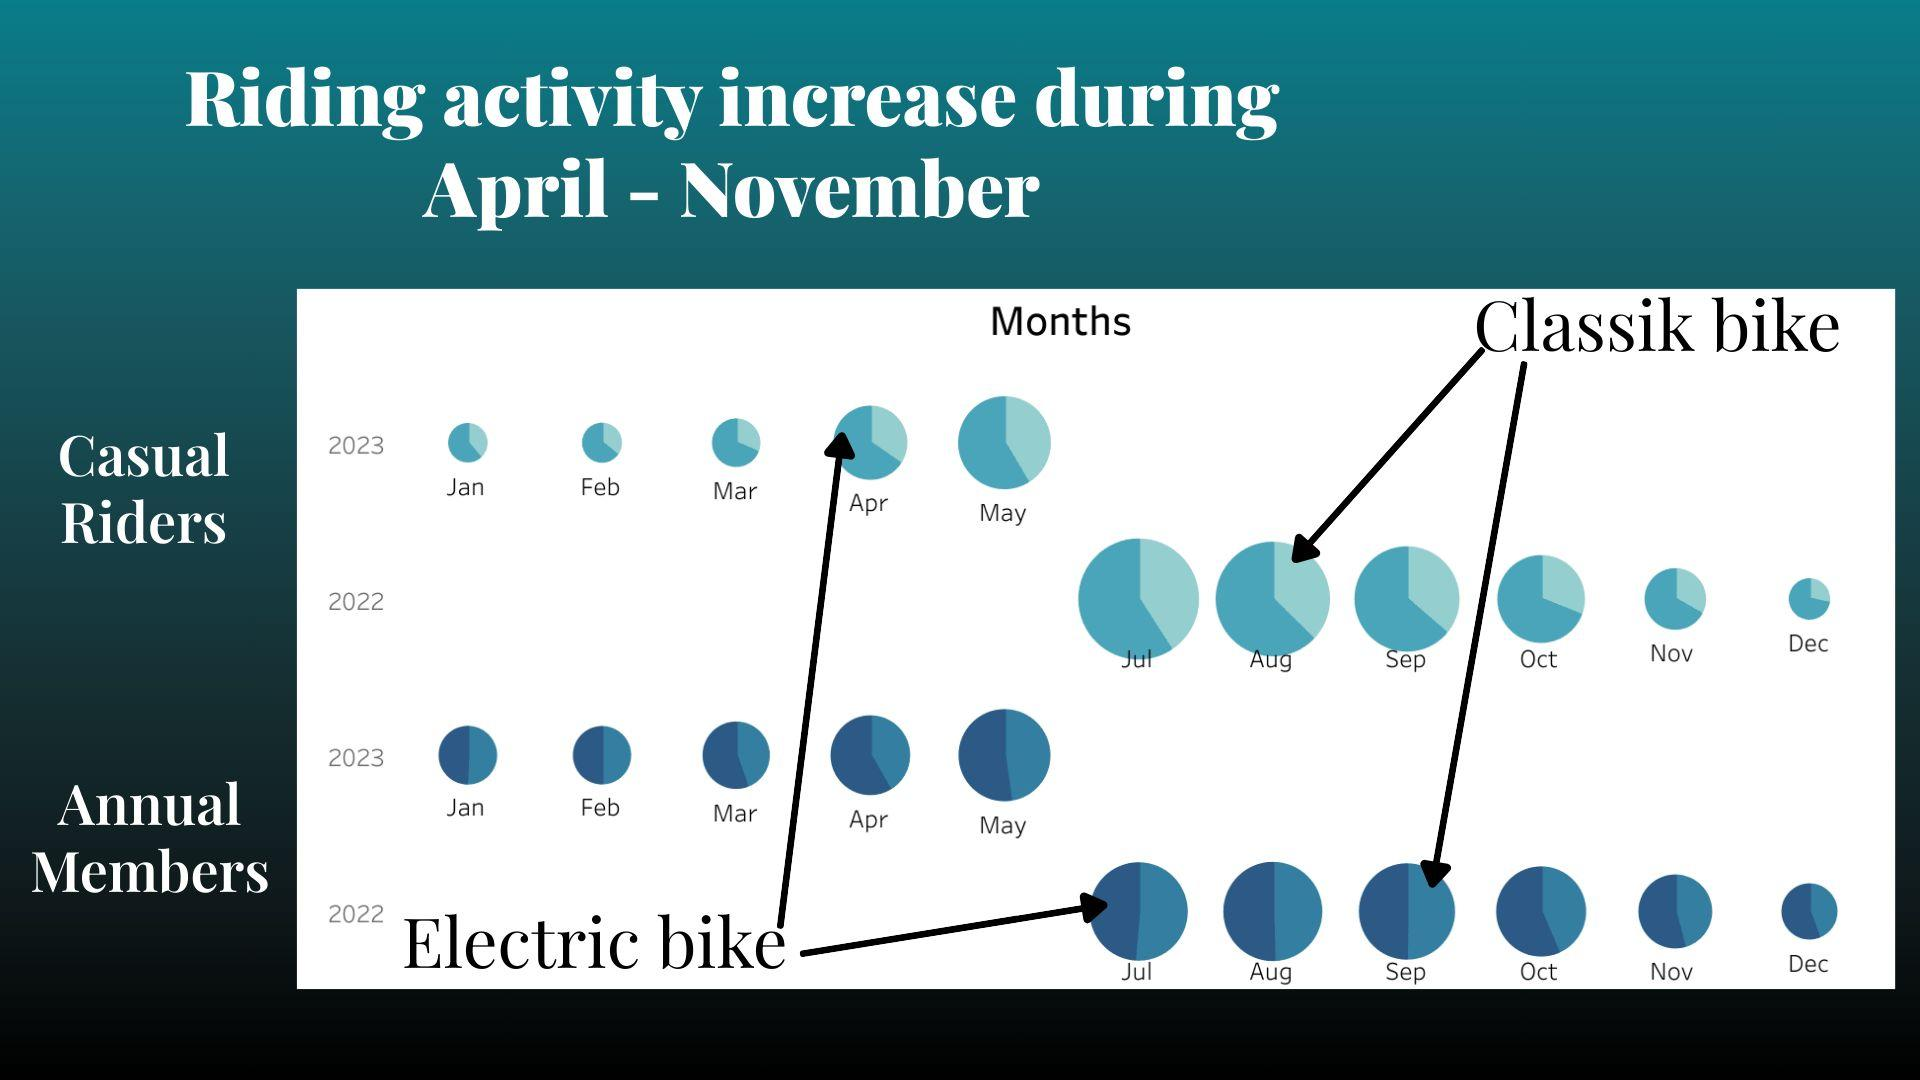 Riding activity increase during
April - November
Months
Classik bike
Casual
Riders
2023
Jan
Feb
Mar
Apr
May
2022
Jul
Aug
Sep
Oct
Nov
Dec
Annual
Members
2023
Jan
Feb
Mar
Apr
May
2022
Electric bike
Jul
Aug
Sep
Oct
Nov
Dec